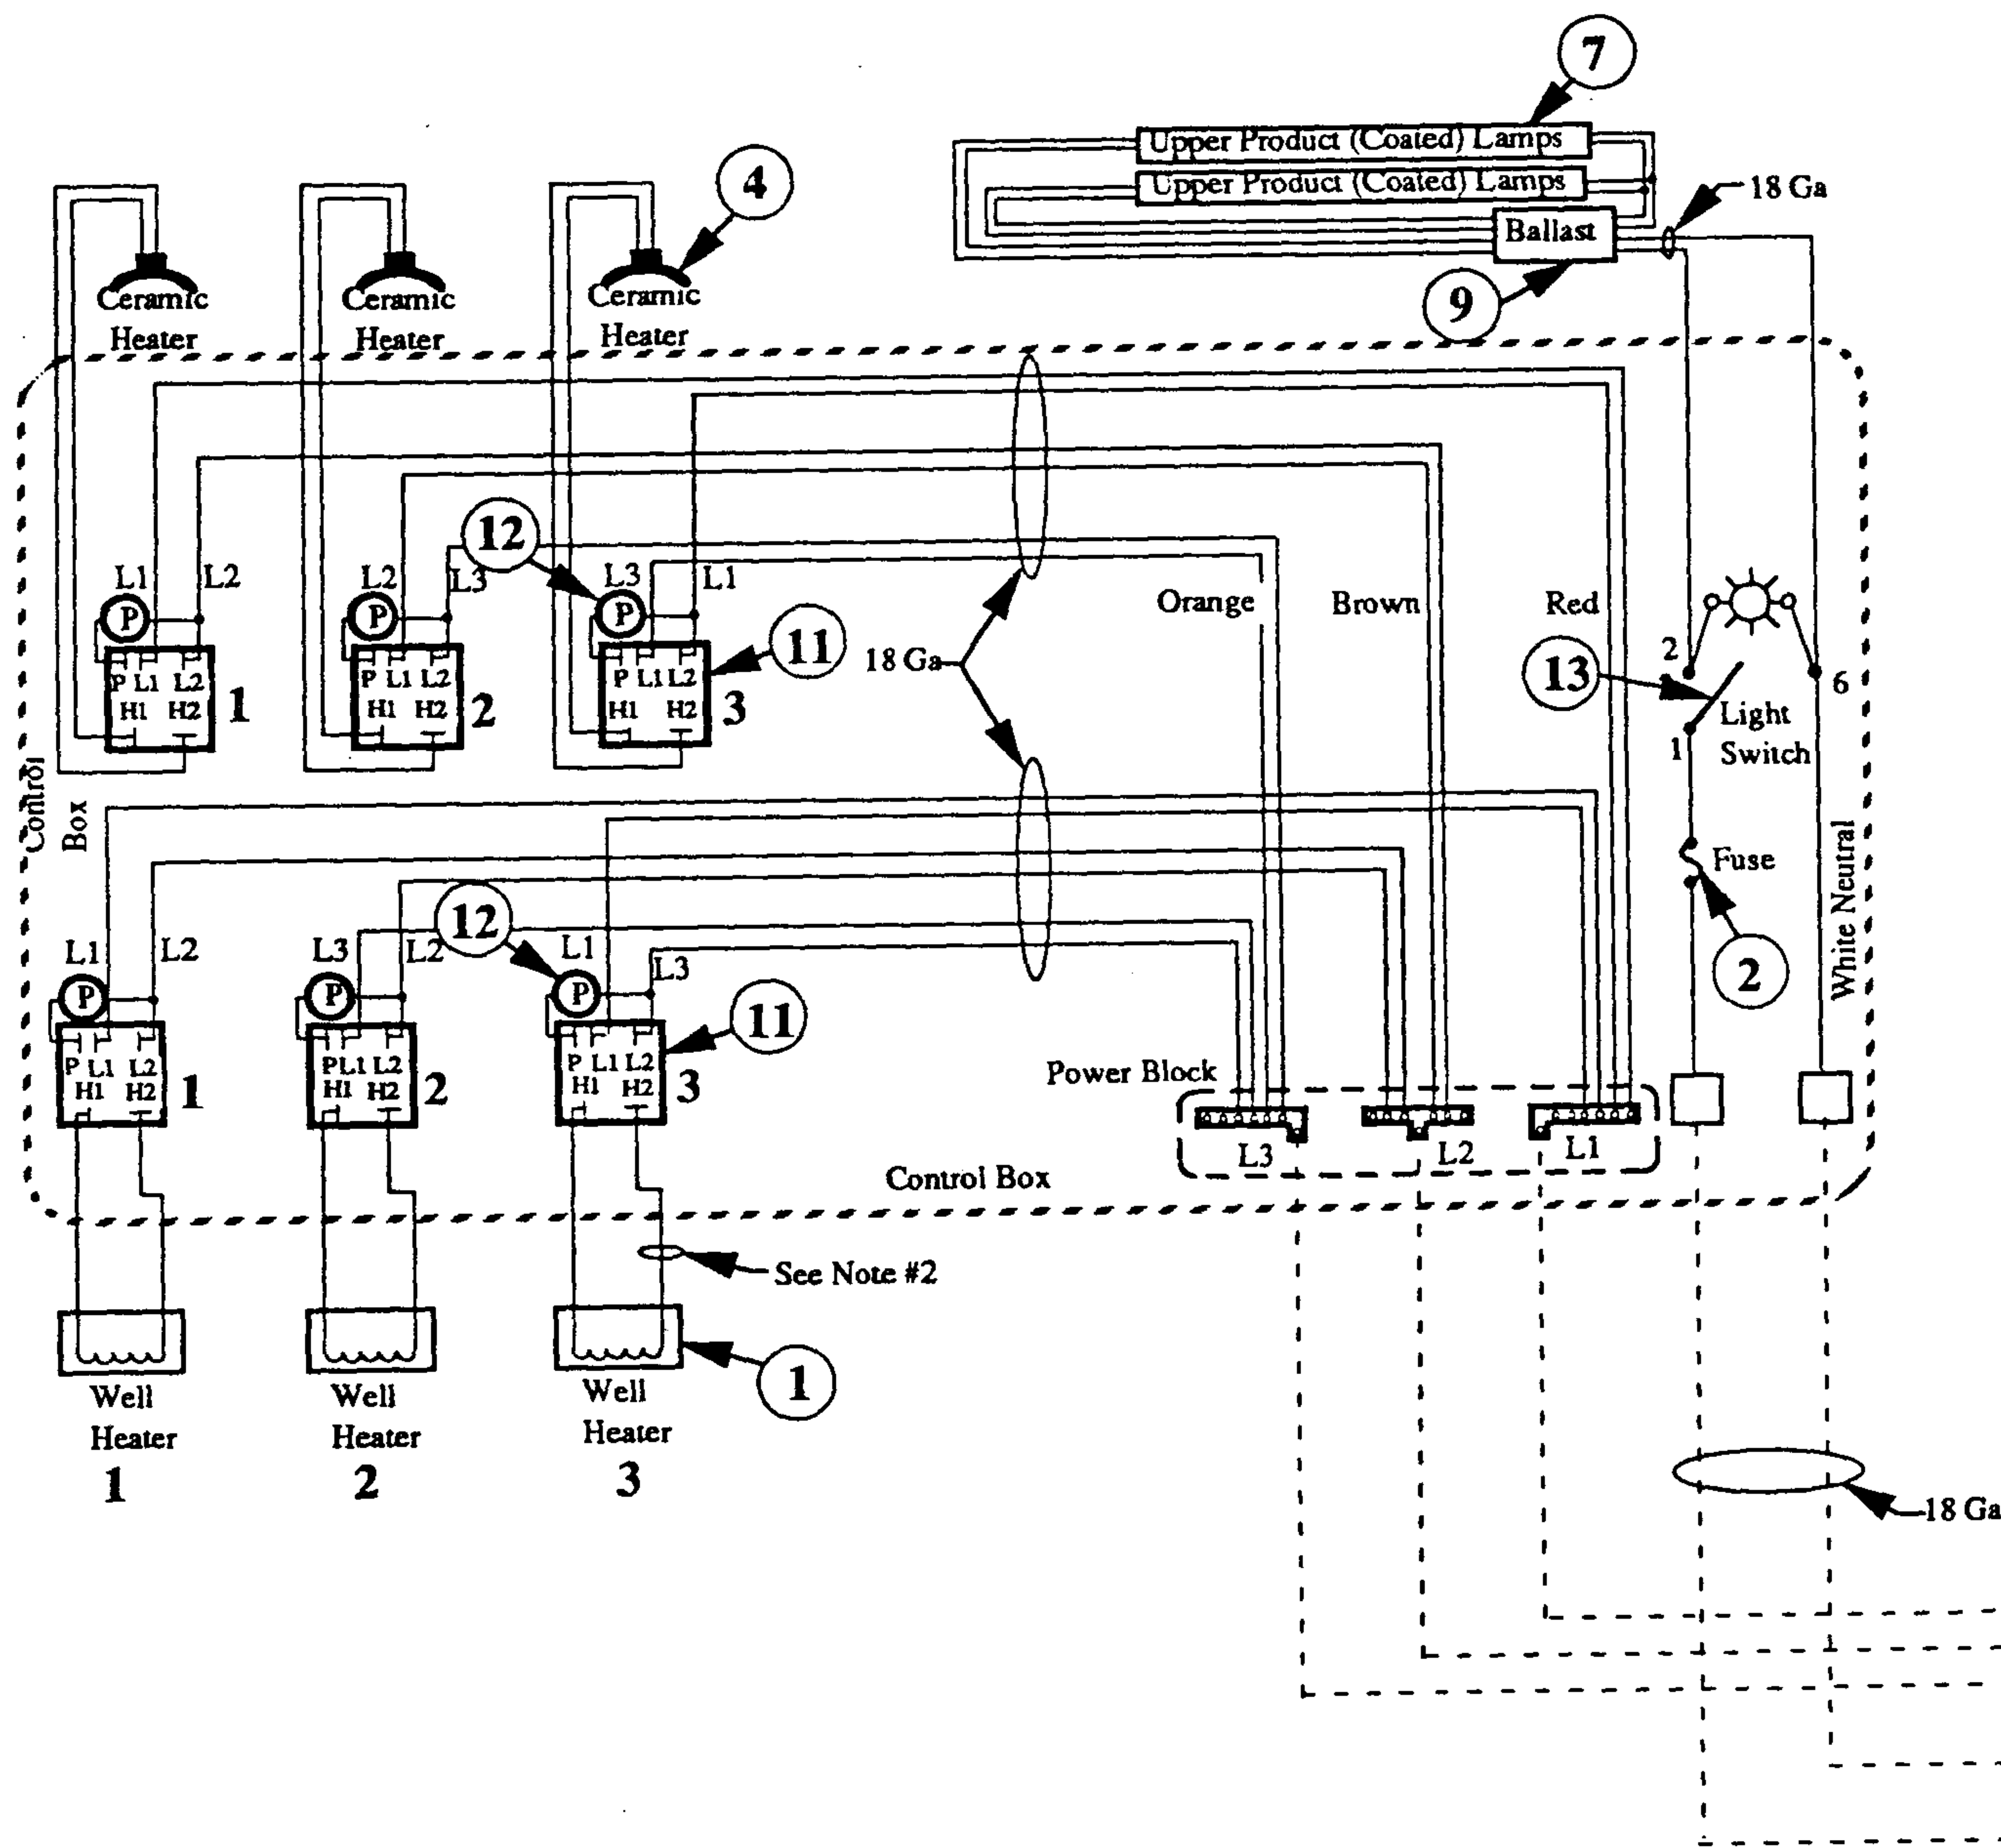 7
Upper Product (Coated) Lamps
Upper Product (Coated) Lamps
18 Ga
Ballast
9
4
Ceramic
Heater
Ceramic
Heater
Ceramic
Heater
12
L1
L2
L2
L3
L3
L1
P
P
P
11
18 Ga
Orange
Brown
Red
P L1 L2
H1 H2
1
P L1 L2
H1 H2
2
P L1 L2
H1 H2
3
13
2
6
Light
Switch
1
Control
Box
Fuse
2
White Neutral
12
L1
L2
L3
L2
L1
L3
P
P
P
11
P L1 L2
H1 H2
1
PL1 L2
H1 H2
2
P L1 L2
H1 H2
3
Power Block
L3
L2
L1
Control Box
See Note #2
1
Well
Heater
1
Well
Heater
2
Well
Heater
3
18 Ga